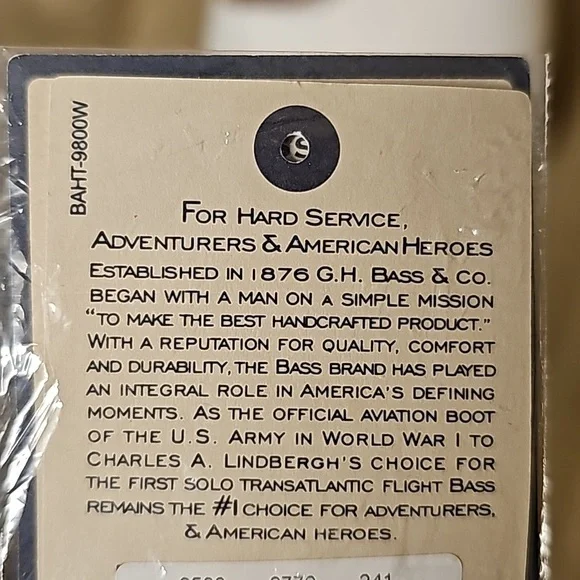 BAHT-9800W
FOR HARD SERVICE,
ADVENTURERS & AMERICAN HEROES
ESTABLISHED IN 1876 G.H. BASS & CO.
BEGAN WITH A MAN ON A SIMPLE MISSION
"TO MAKE THE BEST HANDCRAFTED PRODUCT."
WITH A REPUTATION FOR QUALITY, COMFORT
AND DURABILITY, THE BASS BRAND HAS PLAYED
AN INTEGRAL ROLE IN AMERICA'S DEFINING
MOMENTS. AS THE OFFICIAL AVIATION BOOT
OF THE U.S. ARMY IN WORLD WAR I TO
CHARLES A. LINDBERGH'S CHOICE FOR
THE FIRST SOLO TRANSATLANTIC FLIGHT BASS
REMAINS THE #1 CHOICE FOR ADVENTURERS,
& AMERICAN HEROES.